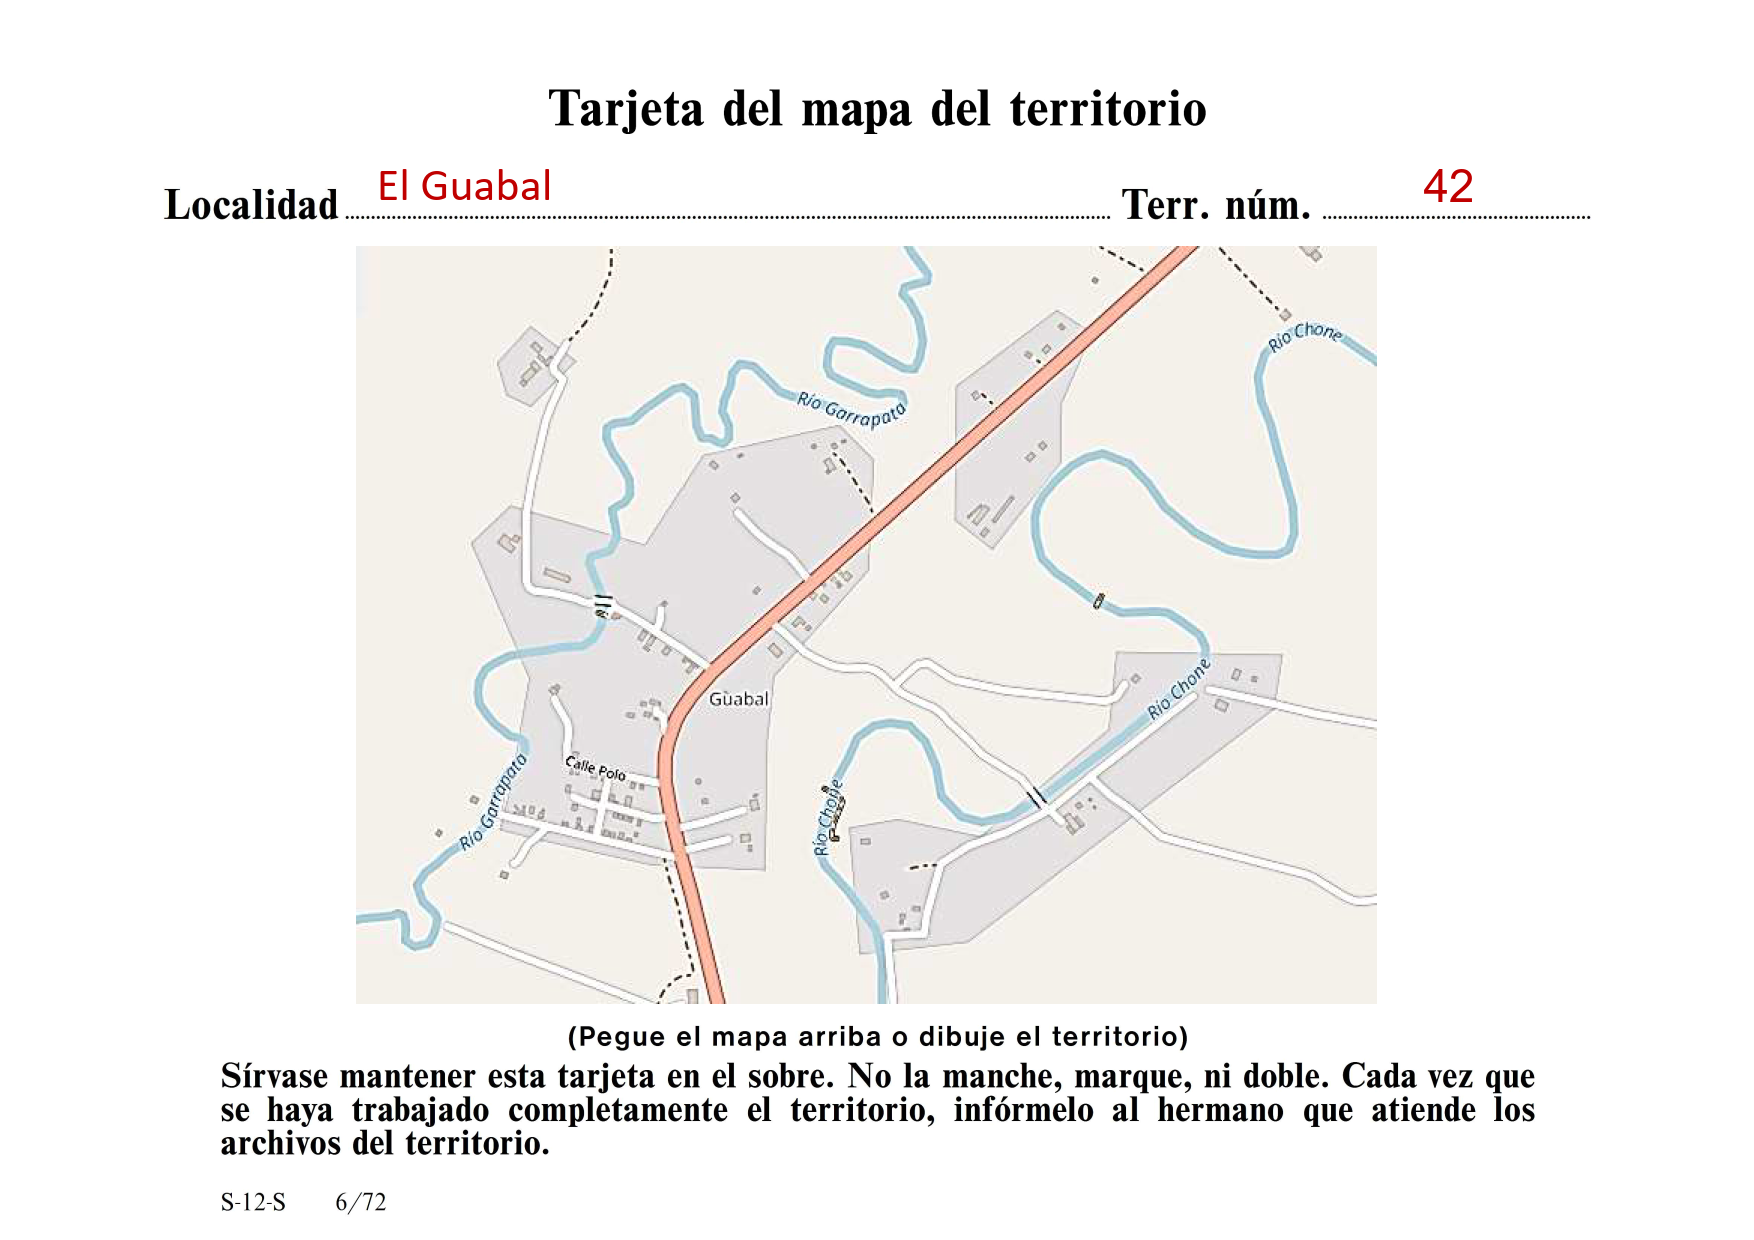 Tarjeta del mapa del territorio
Localidad El Guabal Terr. núm. 42
Río Chone
Río Garrapata
Guabal
Río Chone
Calle Polo
Río Garrapata
Río Chone
(Pegue el mapa arriba o dibuje el territorio)
Sírvase mantener esta tarjeta en el sobre. No la manche, marque, ni doble. Cada vez que
se haya trabajado completamente el territorio, infórmelo al hermano que atiende los
archivos del territorio.
S-12-S 6/72